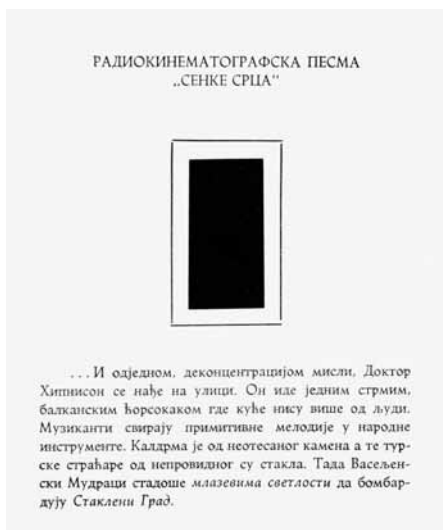 РАДИОКИНЕМАТОГРАФСКА ПЕСМА
„СЕНКЕ СРЦА“
...И одједном, деконцентрацијом мисли, Доктор
Хипнисон се нађе на улици. Он иде једним стрмим,
балканским ћорсокаком где куће нису више од људи.
Музиканти свирају примитивне мелодије у народне
инструменте. Калдрма је од неотесаног камена а те тур-
ске страћаре од непровидног су стакла. Тада Васељен-
ски Мудраци стадоше млазевима светлости да бомбар-
дују Стаклени Град.